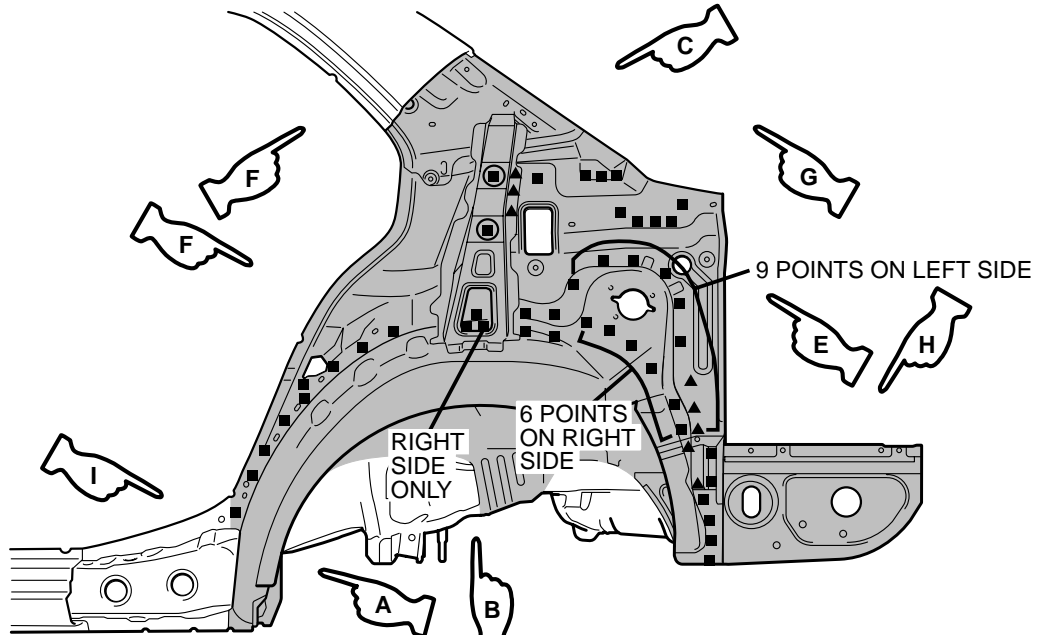 C
F
G
F
9 POINTS ON LEFT SIDE
E
H
6 POINTS
ON RIGHT
SIDE
RIGHT
SIDE
ONLY
I
A
B